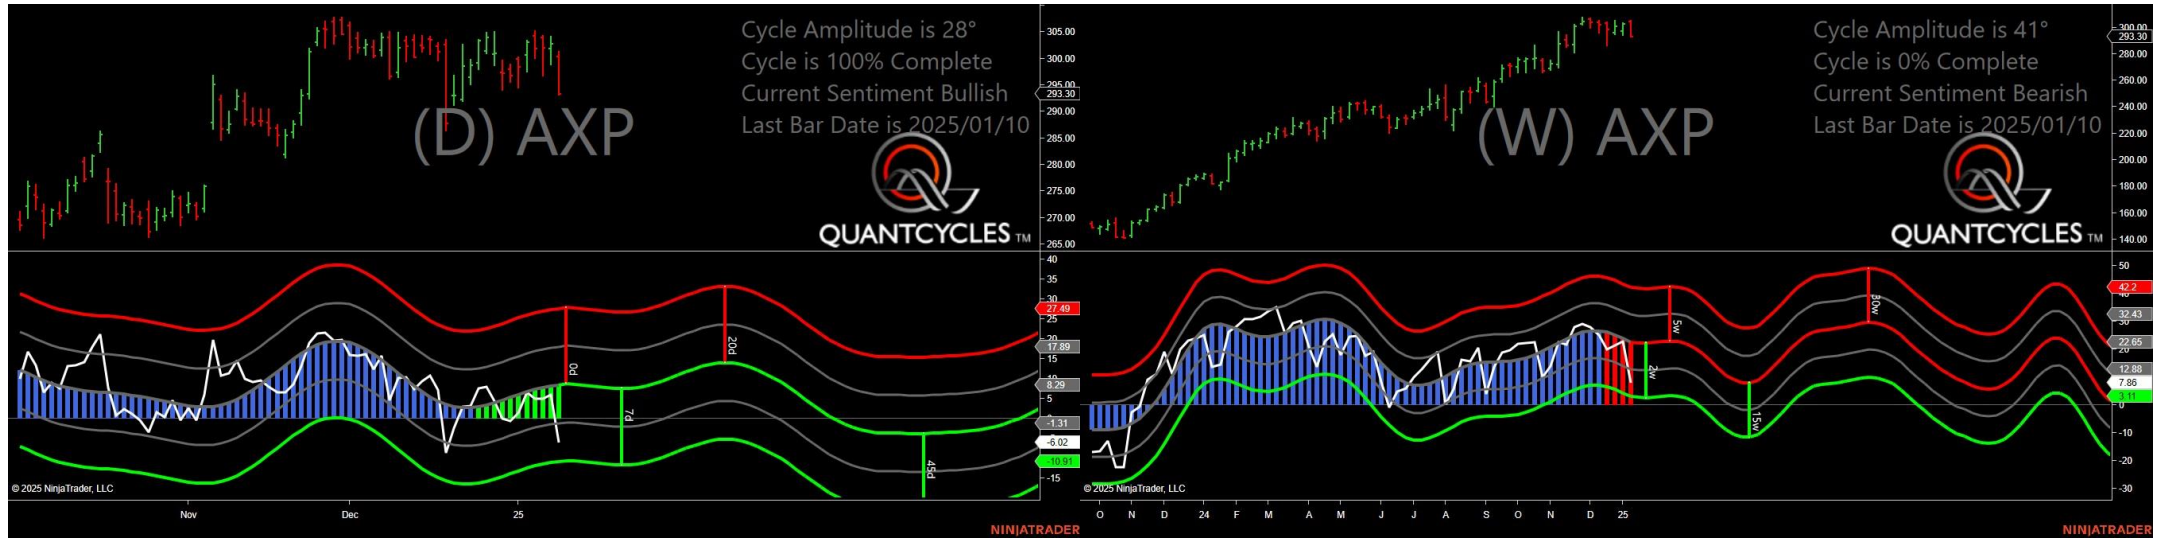 Cycle Amplitude is 28°
Cycle is 100% Complete
Current Sentiment Bullish
Last Bar Date is 2025/01/10
(D) AXP
QUANTCYCLES TM
305.00
300.00
295.00
293.30
290.00
285.00
280.00
275.00
270.00
265.00
40
35
30
27.49
25
20
17.89
15
8.29
5
-1.31
-6.02
-10.91
-15
0d
7d
20d
45d
© 2025 NinjaTrader, LLC
Nov
Dec
25
NINJATRADER
Cycle Amplitude is 41°
Cycle is 0% Complete
Current Sentiment Bearish
Last Bar Date is 2025/01/10
(W) AXP
QUANTCYCLES TM
300.00
293.30
280.00
260.00
240.00
220.00
200.00
180.00
160.00
140.00
50
42.2
40
32.43
30
22.65
20
12.88
7.86
3.11
0
-10
-20
-30
2w
5w
15w
30w
© 2025 NinjaTrader, LLC
O N D 24 F M A M J J A S O N D 25
NINJATRADER